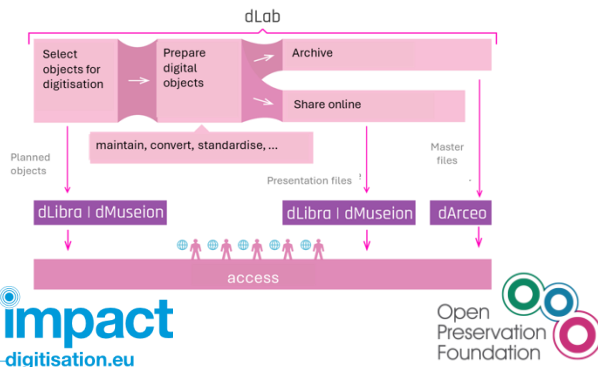 dLab
Select
objects for
digitisation
Prepare
digital
objects
Archive
Share online
maintain, convert, standardise, ...
Planned
objects
Presentation files
Master
files
dLibra | dMuseion
dLibra | dMuseion
dArceo
access
impact
digitisation.eu
Open
Preservation
Foundation